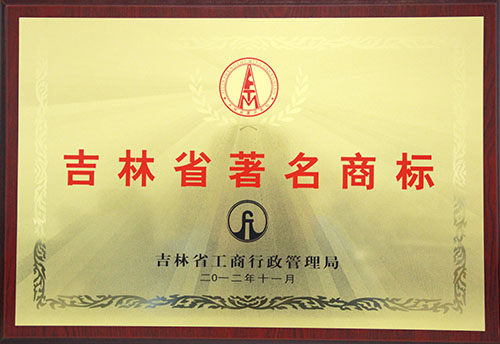 吉林省著名商标
吉林省工商行政管理局
二〇一二年十一月